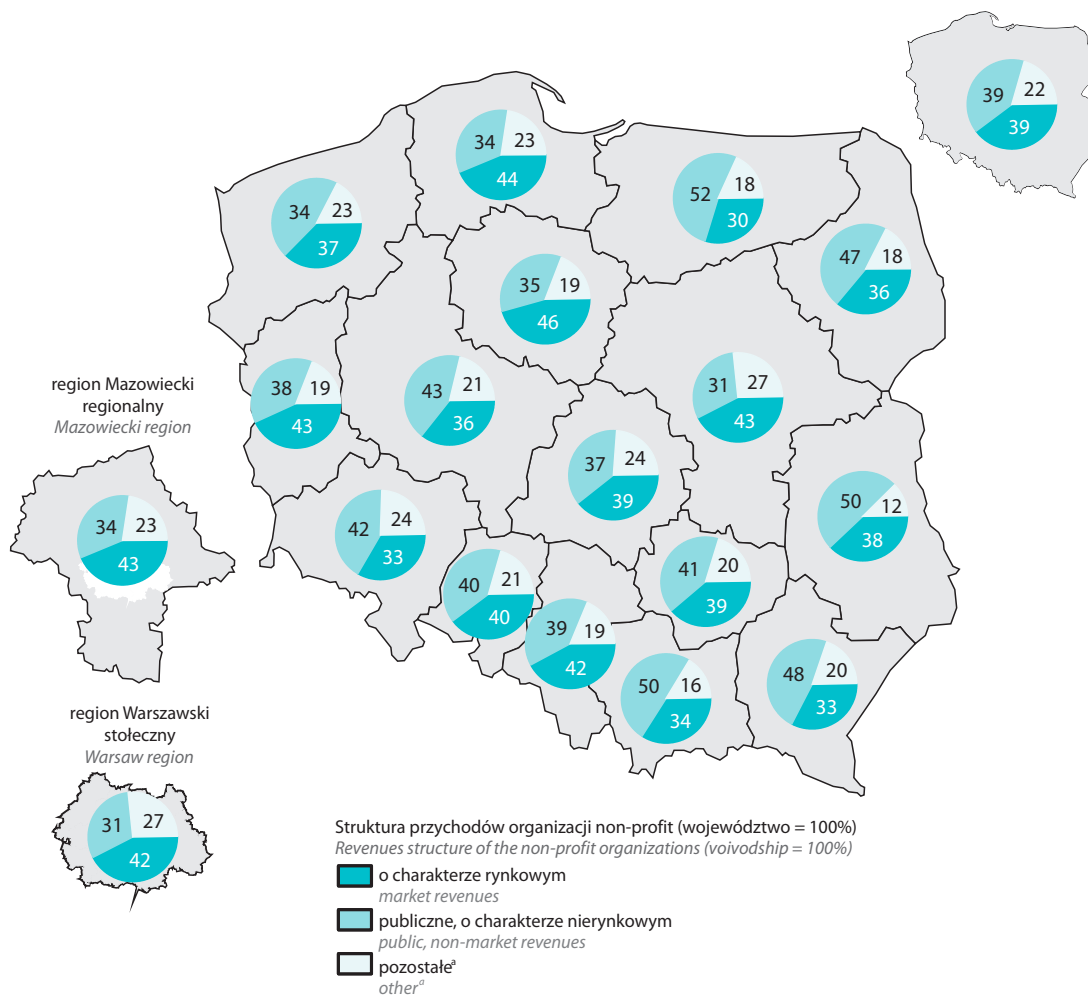 39 22
39
34 23
44
52 18
30
34 23
37
47 18
36
35 19
46
38 19
43
43 21
36
31 27
43
region Mazowiecki
regionalny
Mazowiecki region
34 23
43
37 24
39
50 12
38
42 24
33
40 21
40
41 20
39
39 19
42
50 16
34
48 20
33
region Warszawski
stołeczny
Warsaw region
31 27
42
Struktura przychodów organizacji non-profit (województwo = 100%)
Revenues structure of the non-profit organizations (voivodship = 100%)
o charakterze rynkowym
market revenues
publiczne, o charakterze nierynkowym
public, non-market revenues
pozostałeᵃ
otherᵃ